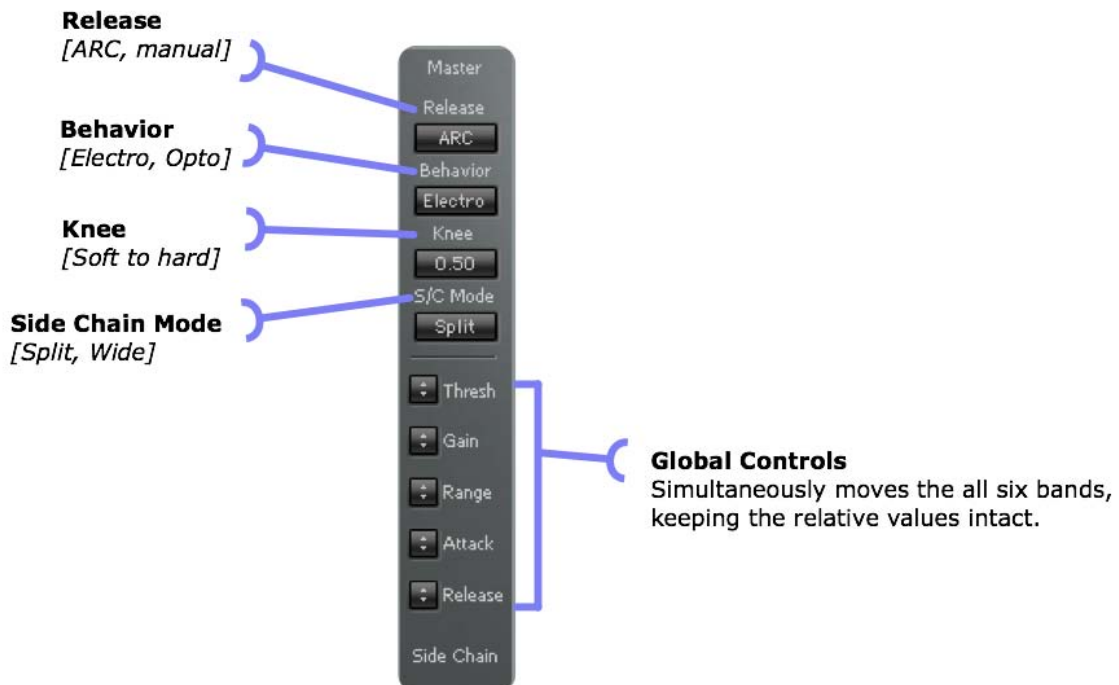 Release
[ARC, manual]
Behavior
[Electro, Opto]
Knee
[Soft to hard]
Side Chain Mode
[Split, Wide]
Master
Release
ARC
Behavior
Electro
Knee
0.50
S/C Mode
Split
Thresh
Gain
Range
Attack
Release
Side Chain
Global Controls
Simultaneously moves the all six bands,
keeping the relative values intact.